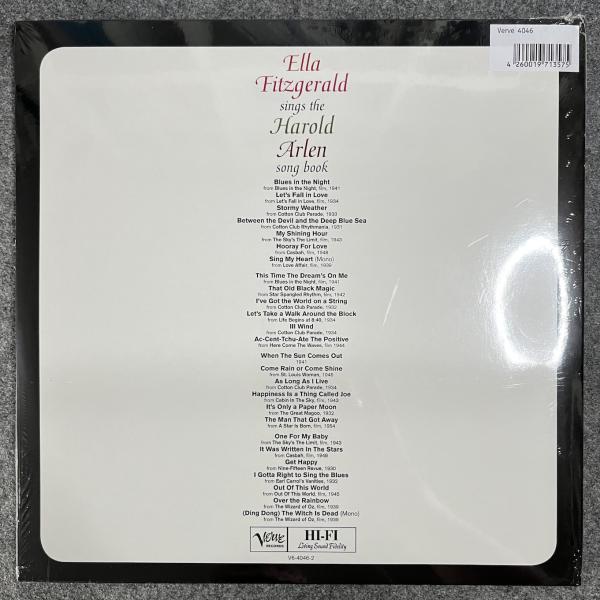 Verve 4046
4 260019 713575
Ella
Fitzgerald
sings the
Harold
Arlen
song book
Blues in the Night
from Blues in the Night, film, 1941
Let's Fall in Love
from Let's Fall in Love, 1934
Stormy Weather
from Cotton Club Parade, 1933
Between the Devil and the Deep Blue Sea
from Cotton Club Rhythmania, 1931
My Shining Hour
from The Sky's The Limit, 1943
Hooray For Love
from Casbah, film, 1948
Sing My Heart (Mono)
from Love Affair, film, 1939
This Time The Dream's On Me
from Blues in the Night, film, 1941
That Old Black Magic
from Star Spangled Rhythm, film, 1942
I've Got the World on a String
from Cotton Club Parade, 1932
Let's Take a Walk Around the Block
from Life Begins at 8:40, film, 1934
Ill Wind
from Cotton Club Parade, 1934
Ac-Cent-Tchu-Ate The Positive
from Here Come The Waves, film 1944
When The Sun Comes Out
1941
Come Rain or Come Shine
from St. Louis Woman, 1946
As Long As I Live
from Cotton Club Parade, 1934
Happiness Is a Thing Called Joe
from Cabin In The Sky, film, 1943
It's Only a Paper Moon
from The Great Magoo, 1932
The Man That Got Away
from A Star Is Born, film, 1954
One For My Baby
from The Sky's The Limit, film, 1943
It Was Written In The Stars
from Casbah, film, 1948
Get Happy
from Nine-Fifteen Revue, 1930
I Gotta Right to Sing the Blues
from Earl Carrol's Vanities, 1932
Out Of This World
from Out Of This World, film, 1945
Over the Rainbow
from The Wizard of Oz, film, 1939
(Ding Dong) The Witch Is Dead (Mono)
from The Wizard of Oz, film, 1939
Verve
RECORDS
HI-FI
Living Sound Fidelity
V6-4046-2